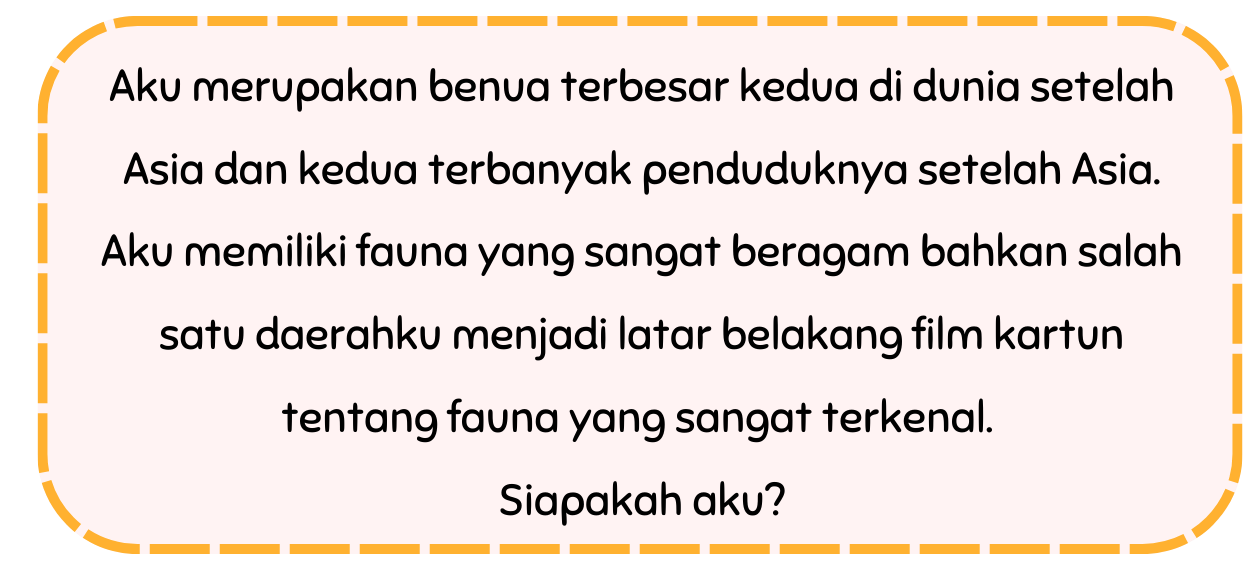 Aku merupakan benua terbesar kedua di dunia setelah
Asia dan kedua terbanyak penduduknya setelah Asia.
Aku memiliki fauna yang sangat beragam bahkan salah
satu daerahku menjadi latar belakang film kartun
tentang fauna yang sangat terkenal.
Siapakah aku?